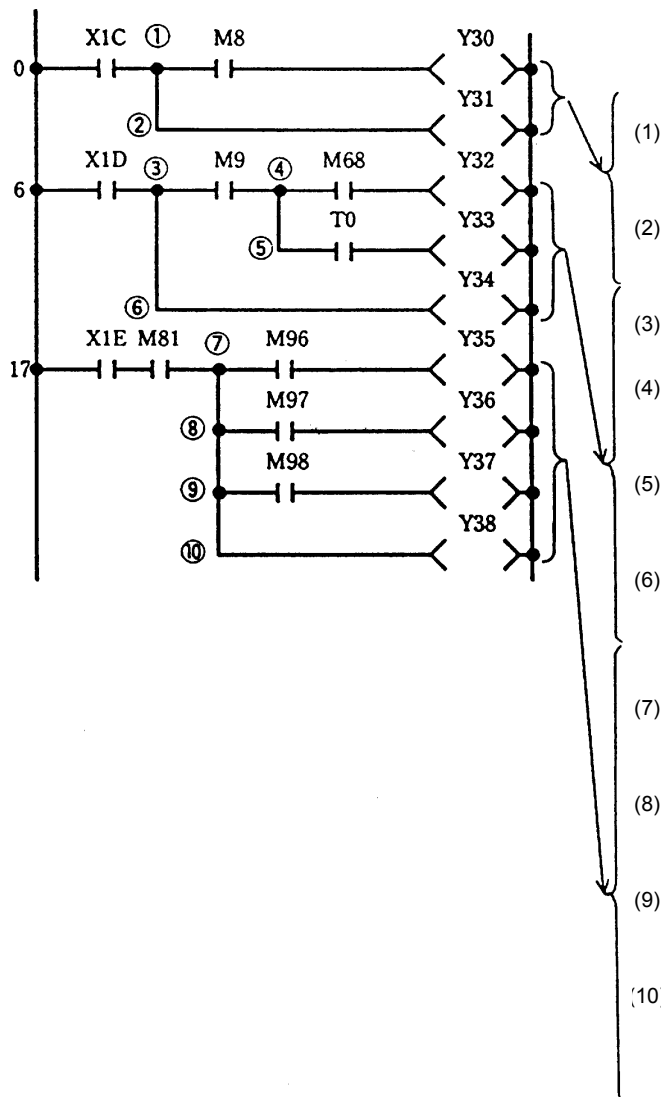 X1C ① M8 Y30
0
Y31
②
(1)
X1D ③ M9 ④ M68 Y32
6
T0 Y33
(2)
⑤
Y34
⑥
(3)
X1E M81 ⑦ M96 Y35
17
(4)
M97 Y36
⑧
M98 Y37
⑨
(5)
Y38
⑩
(6)
(7)
(8)
(9)
(10)